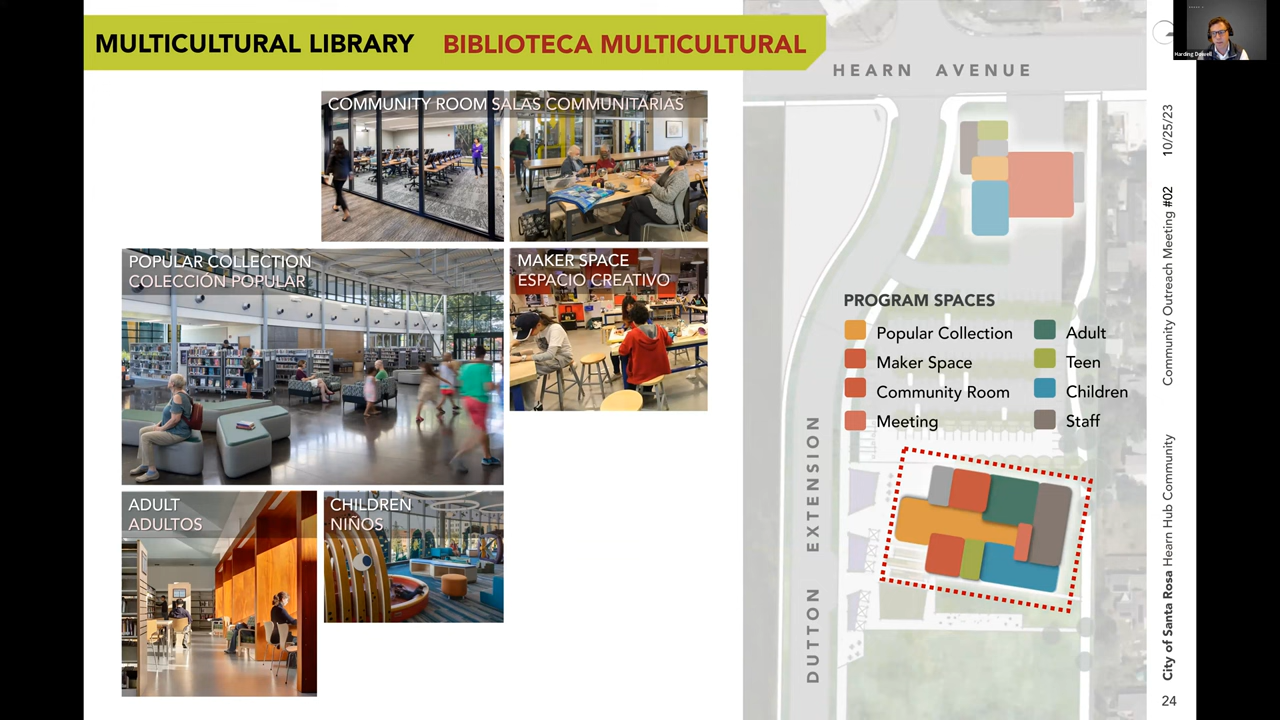 MULTICULTURAL LIBRARY BIBLIOTECA MULTICULTURAL
COMMUNITY ROOM SALAS COMMUNITARIAS
POPULAR COLLECTION
COLECCIÓN POPULAR
MAKER SPACE
ESPACIO CREATIVO
ADULT
ADULTOS
CHILDREN
NIÑOS
HEARN AVENUE
PROGRAM SPACES
Popular Collection
Maker Space
Community Room
Meeting
Adult
Teen
Children
Staff
DUTTON EXTENSION
Harding Dowell
10/25/23
Community Outreach Meeting #02
City of Santa Rosa Hearn Hub Community
24